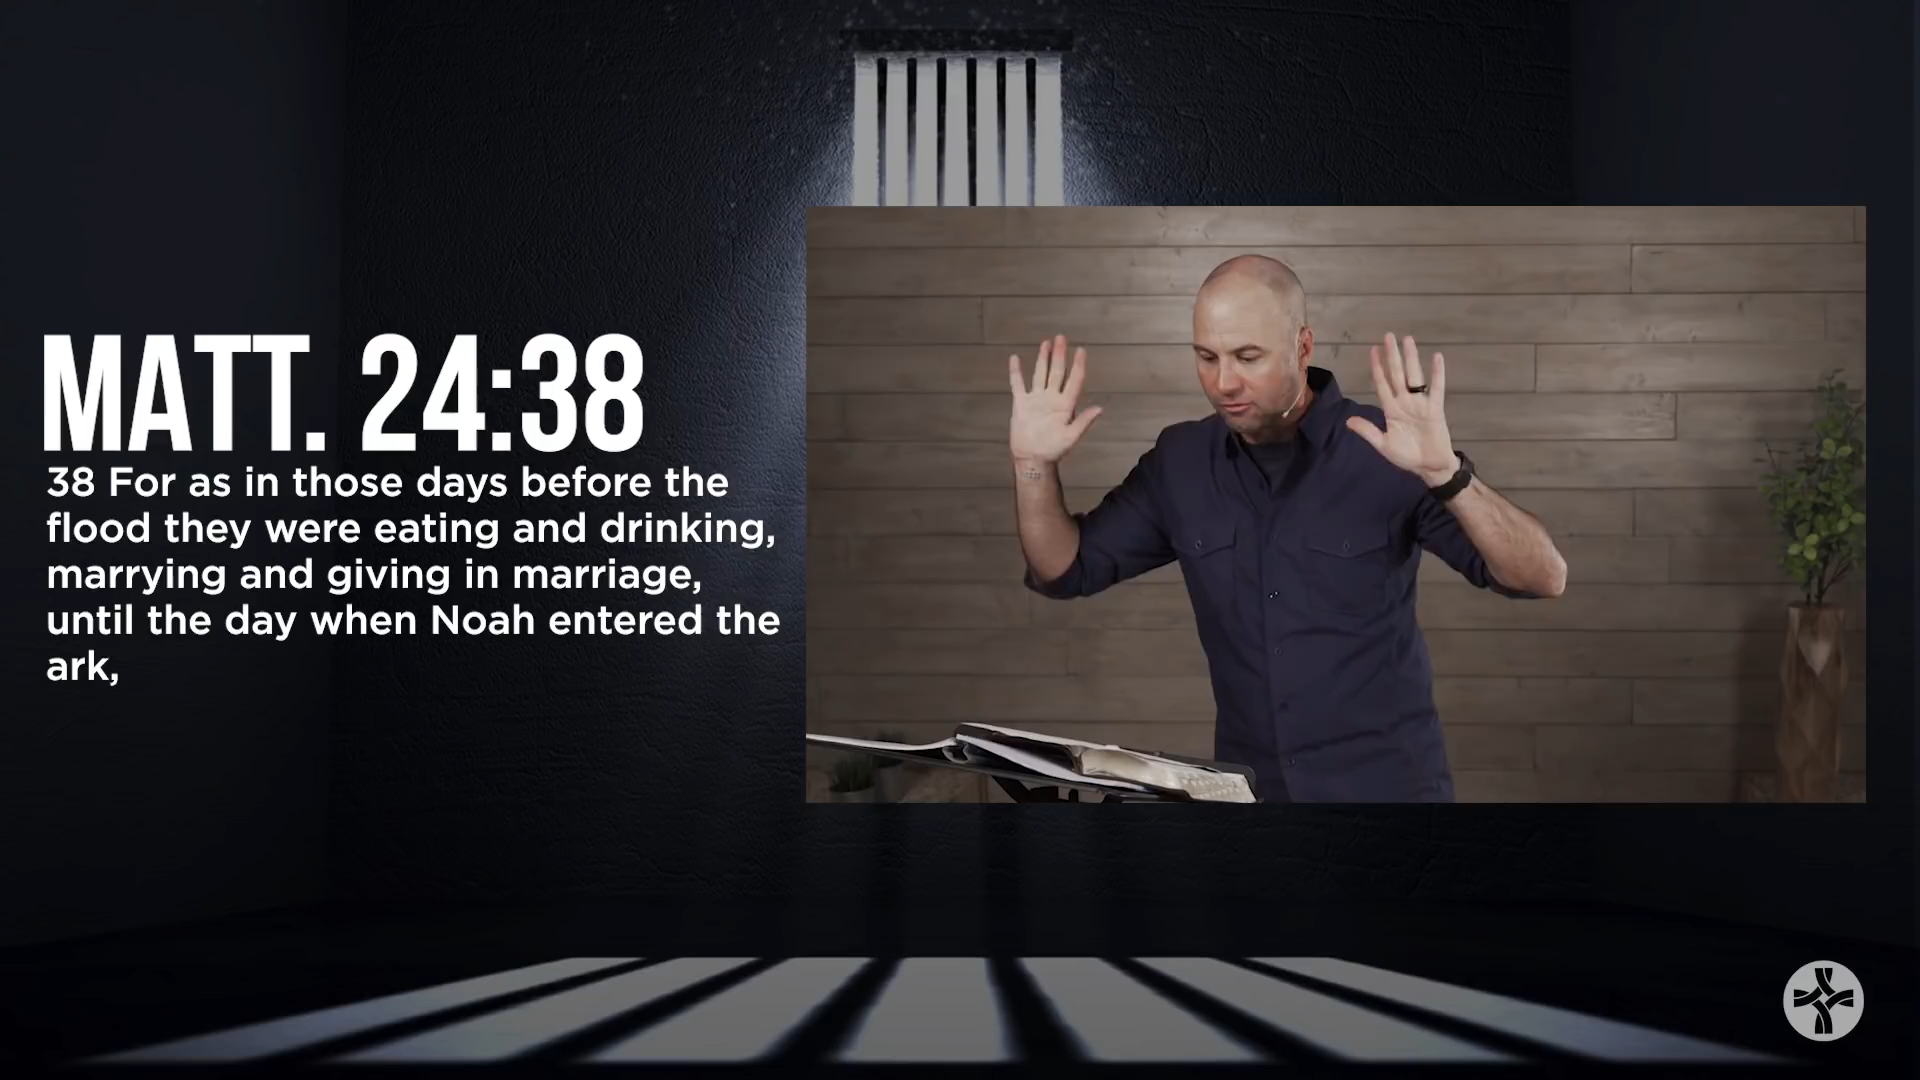 MATT. 24:38
38 For as in those days before the
flood they were eating and drinking,
marrying and giving in marriage,
until the day when Noah entered the
ark,